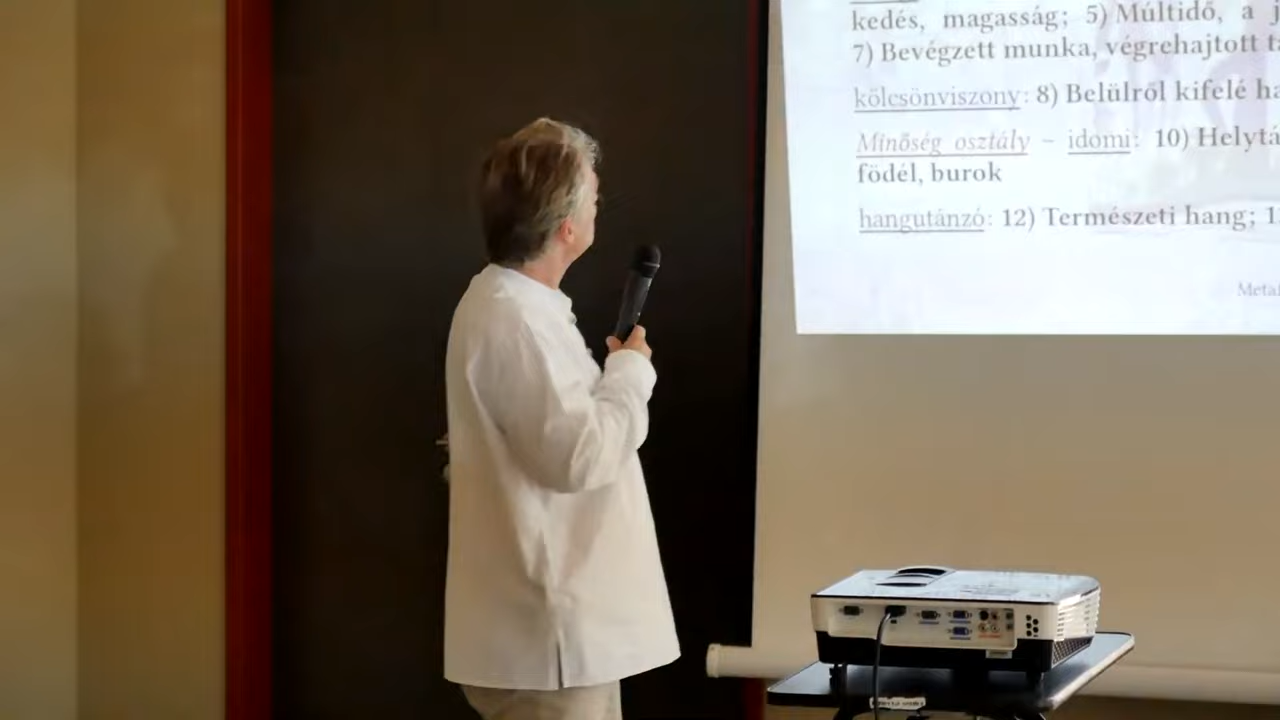 kedés, magasság; 5) Múltidő, a
7) Bevégzett munka, végrehajtott
kölcsönviszony: 8) Belülről kifelé
Minőség osztály – idomi: 10)
födél, burok
hangutánzó: 12) Természeti hang;